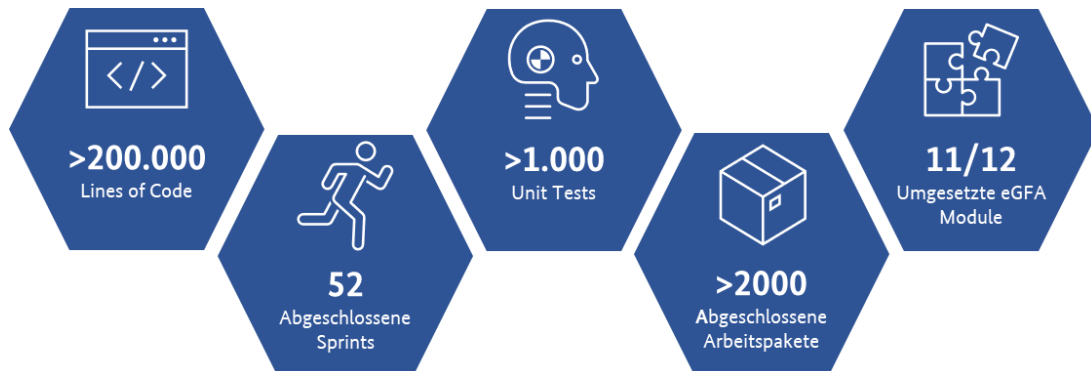 >200.000
Lines of Code
52
Abgeschlossene
Sprints
>1.000
Unit Tests
>2000
Abgeschlossene
Arbeitspakete
11/12
Umgesetzte eGFA
Module